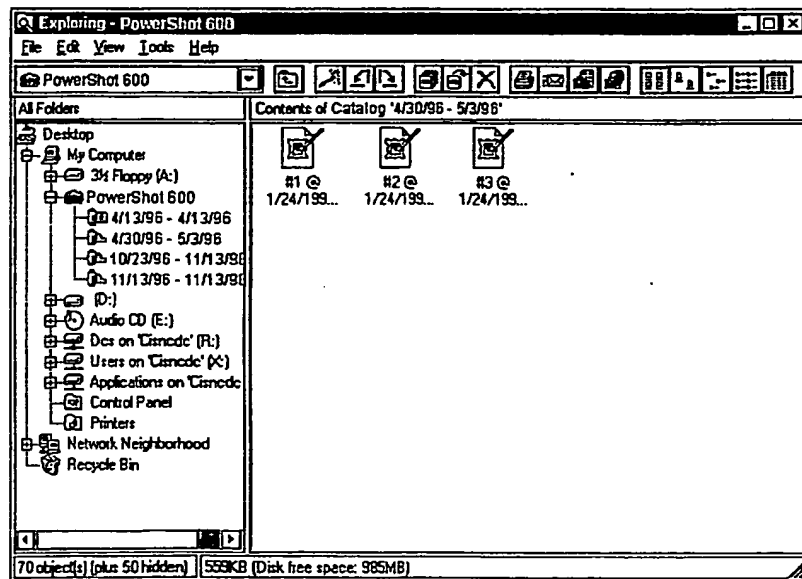 Exploring - PowerShot 600
File Edit View Tools Help
PowerShot 600
All Folders
Contents of Catalog '4/30/96 - 5/3/96'
Desktop
My Computer
3½ Floppy (A:)
PowerShot 600
4/13/96 - 4/13/96
4/30/96 - 5/3/96
10/23/96 - 11/13/96
11/13/96 - 11/13/96
(D:)
Audio CD (E:)
Dcs on 'Cisncdc' (R:)
Users on 'Cisncdc' (X:)
Applications on 'Cisncdc
Control Panel
Printers
Network Neighborhood
Recycle Bin
#1 @ 
1/24/199...
#2 @
1/24/199...
#3 @
1/24/199...
70 object(s) (plus 50 hidden)
559KB (Disk free space: 985MB)